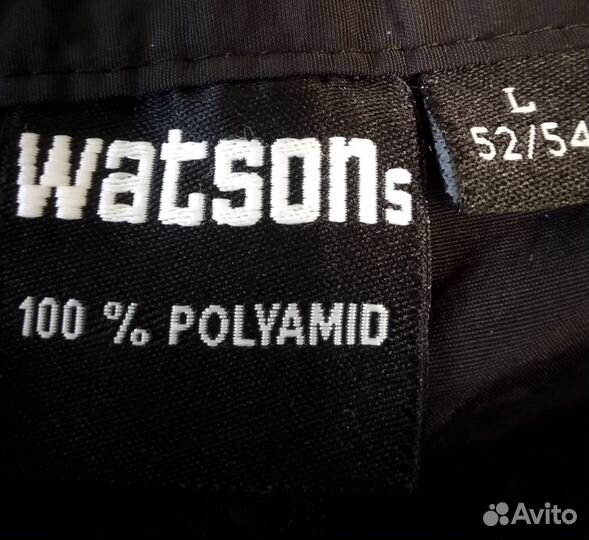 watsons
100 % POLYAMID
L
52/54
Avito